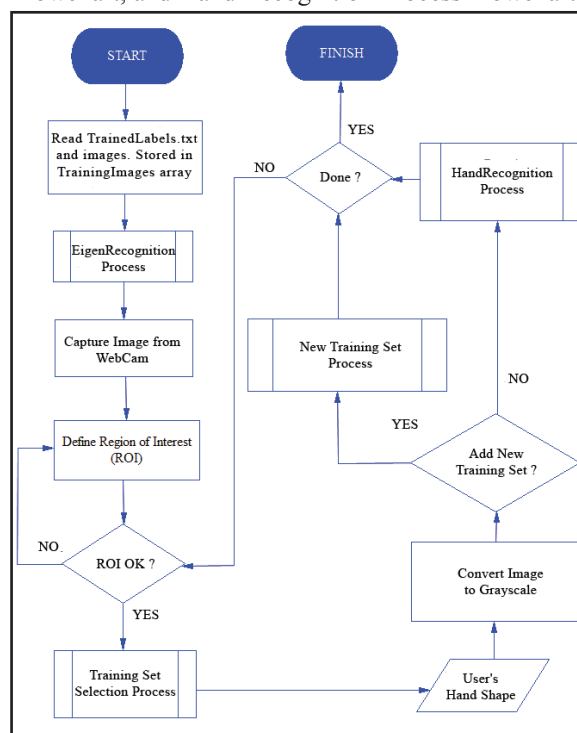 START
Read TrainedLabels.txt
and images. Stored in
TrainingImages array
EigenRecognition
Process
Capture Image from
WebCam
Define Region of Interest
(ROI)
NO.
ROI OK ?
YES
Training Set
Selection Process
User's
Hand Shape
Convert Image
to Grayscale
Add New
Training Set ?
YES
NO
New Training Set
Process
HandRecognition
Process
Done ?
NO
YES
FINISH